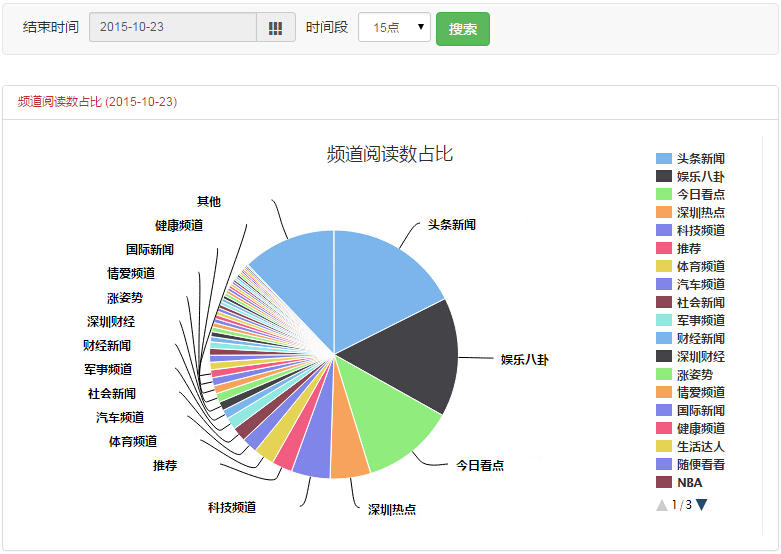 结束时间 2015-10-23 时间段 15点 搜索
频道阅读数占比 (2015-10-23)
频道阅读数占比
其他
健康频道
国际新闻
情爱频道
涨姿势
深圳财经
财经新闻
军事频道
社会新闻
汽车频道
体育频道
推荐
科技频道
头条新闻
娱乐八卦
今日看点
深圳热点
头条新闻
娱乐八卦
今日看点
深圳热点
科技频道
推荐
体育频道
汽车频道
社会新闻
军事频道
财经新闻
深圳财经
涨姿势
情爱频道
国际新闻
健康频道
生活达人
随便看看
NBA
1/3